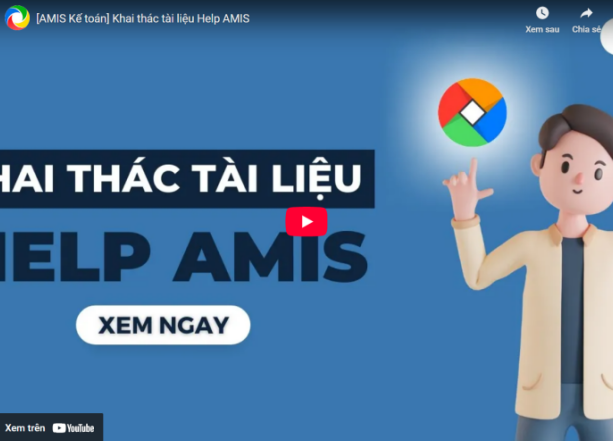 [AMIS Kế toán] Khai thác tài liệu Help AMIS
Xem sau
Chia sẻ
HAI THÁC TÀI LIỆU
HELP AMIS
XEM NGAY
Xem trên YouTube